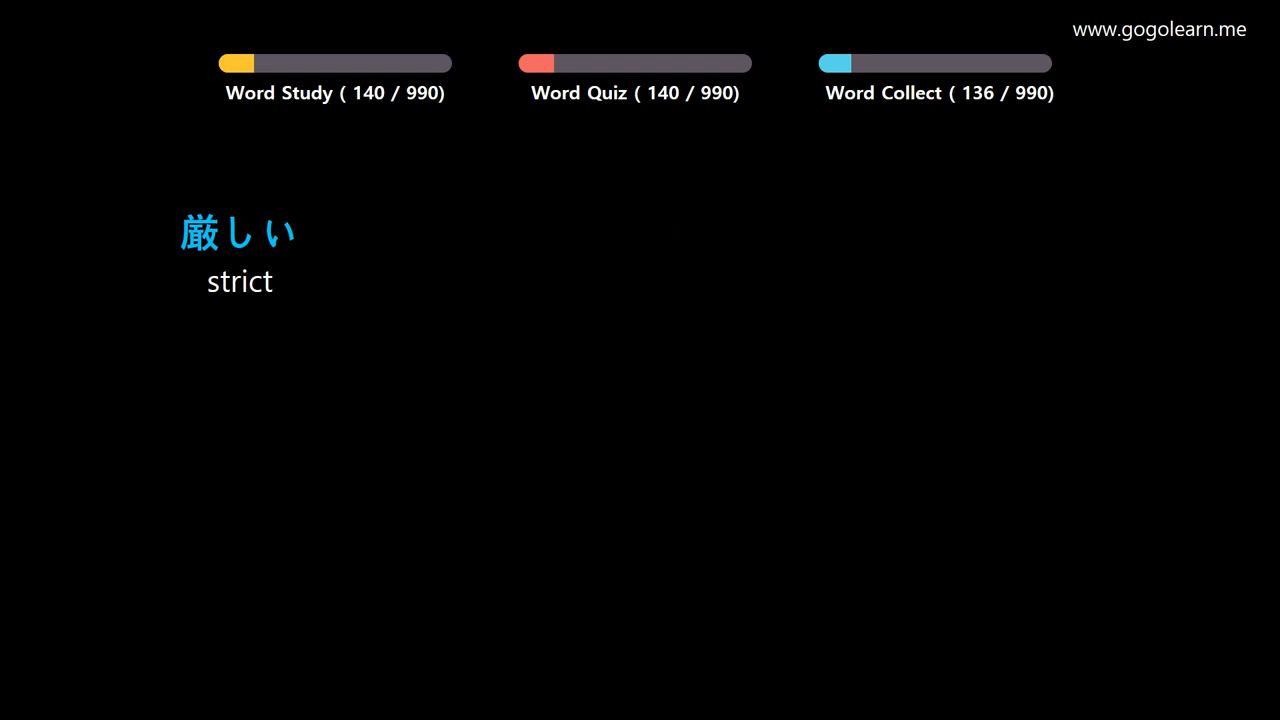 www.gogolearn.me
Word Study ( 140 / 990)
Word Quiz ( 140 / 990)
Word Collect ( 136 / 990)
厳しい
strict